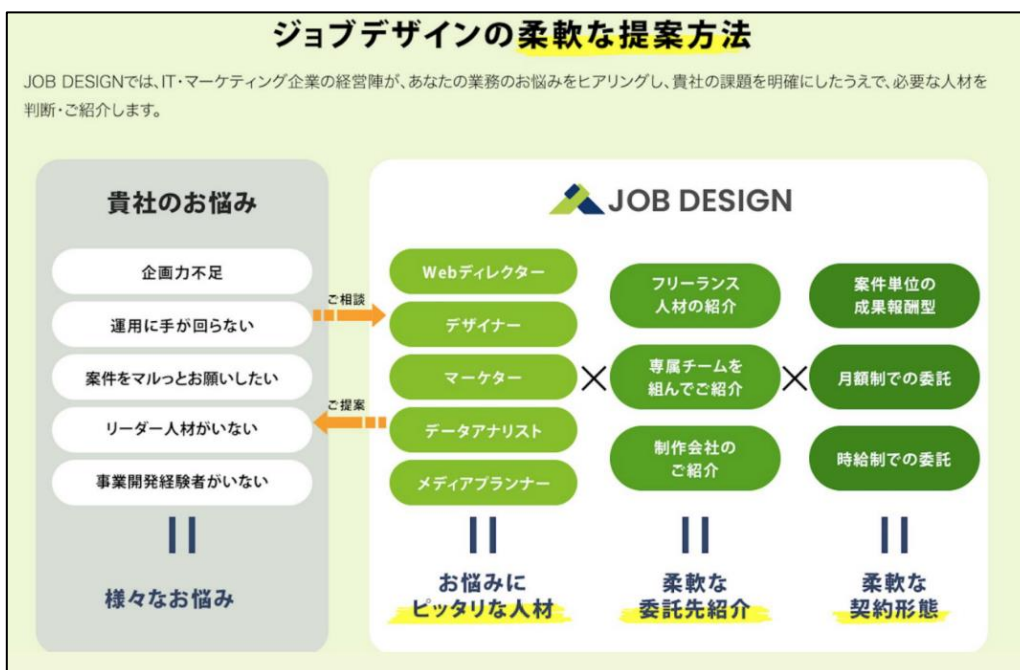 ジョブデザインの柔軟な提案方法
JOB DESIGNでは、IT・マーケティング企業の経営陣が、あなたの業務のお悩みをヒアリングし、貴社の課題を明確にしたうえで、必要な人材を
判断・ご紹介します。
貴社のお悩み
企画力不足
運用に手が回らない
案件をマルっとお願いしたい
リーダー人材がいない
事業開発経験者がいない
様々なお悩み
ご相談
ご提案
JOB DESIGN
Webディレクター
デザイナー
マーケター
データアナリスト
メディアプランナー
お悩みに
ピッタリな人材
×
フリーランス
人材の紹介
専属チームを
組んでご紹介
制作会社の
ご紹介
柔軟な
委託先紹介
×
案件単位の
成果報酬型
月額制での委託
時給制での委託
柔軟な
契約形態